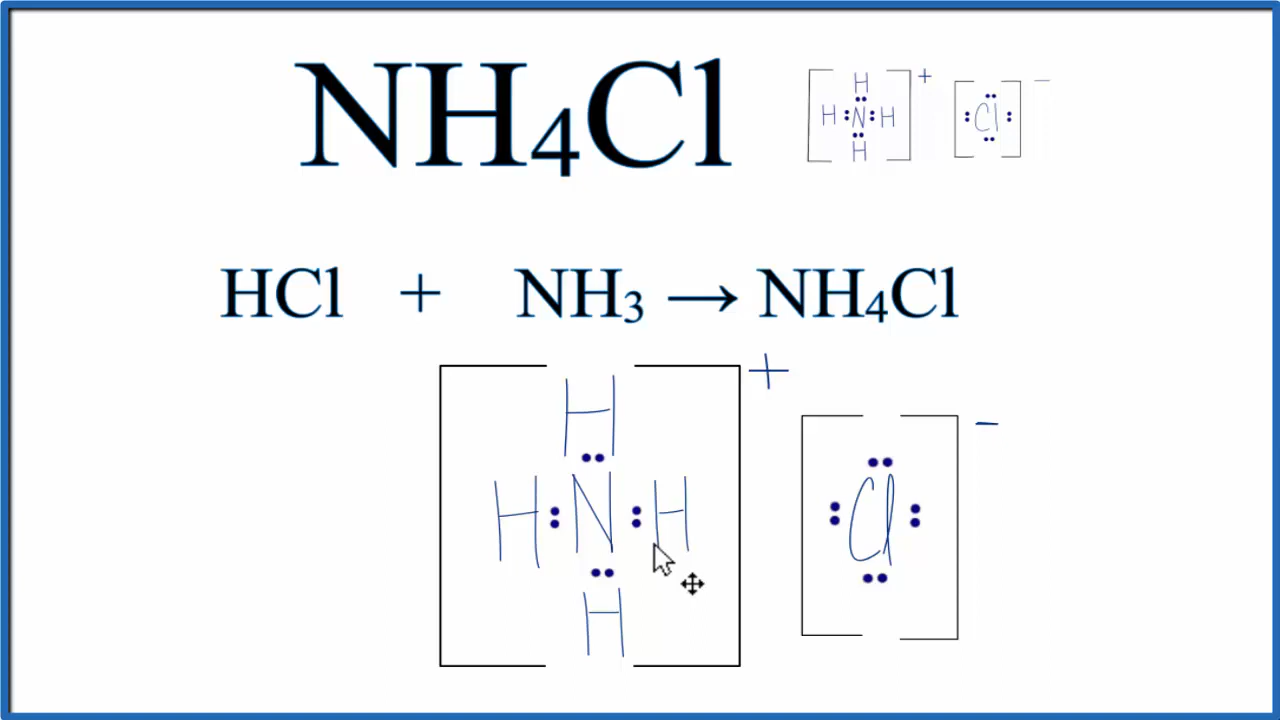 NH₄Cl
H + −
H N H Cl
H
HCl + NH₃ → NH₄Cl
+
H −
H N H Cl
H